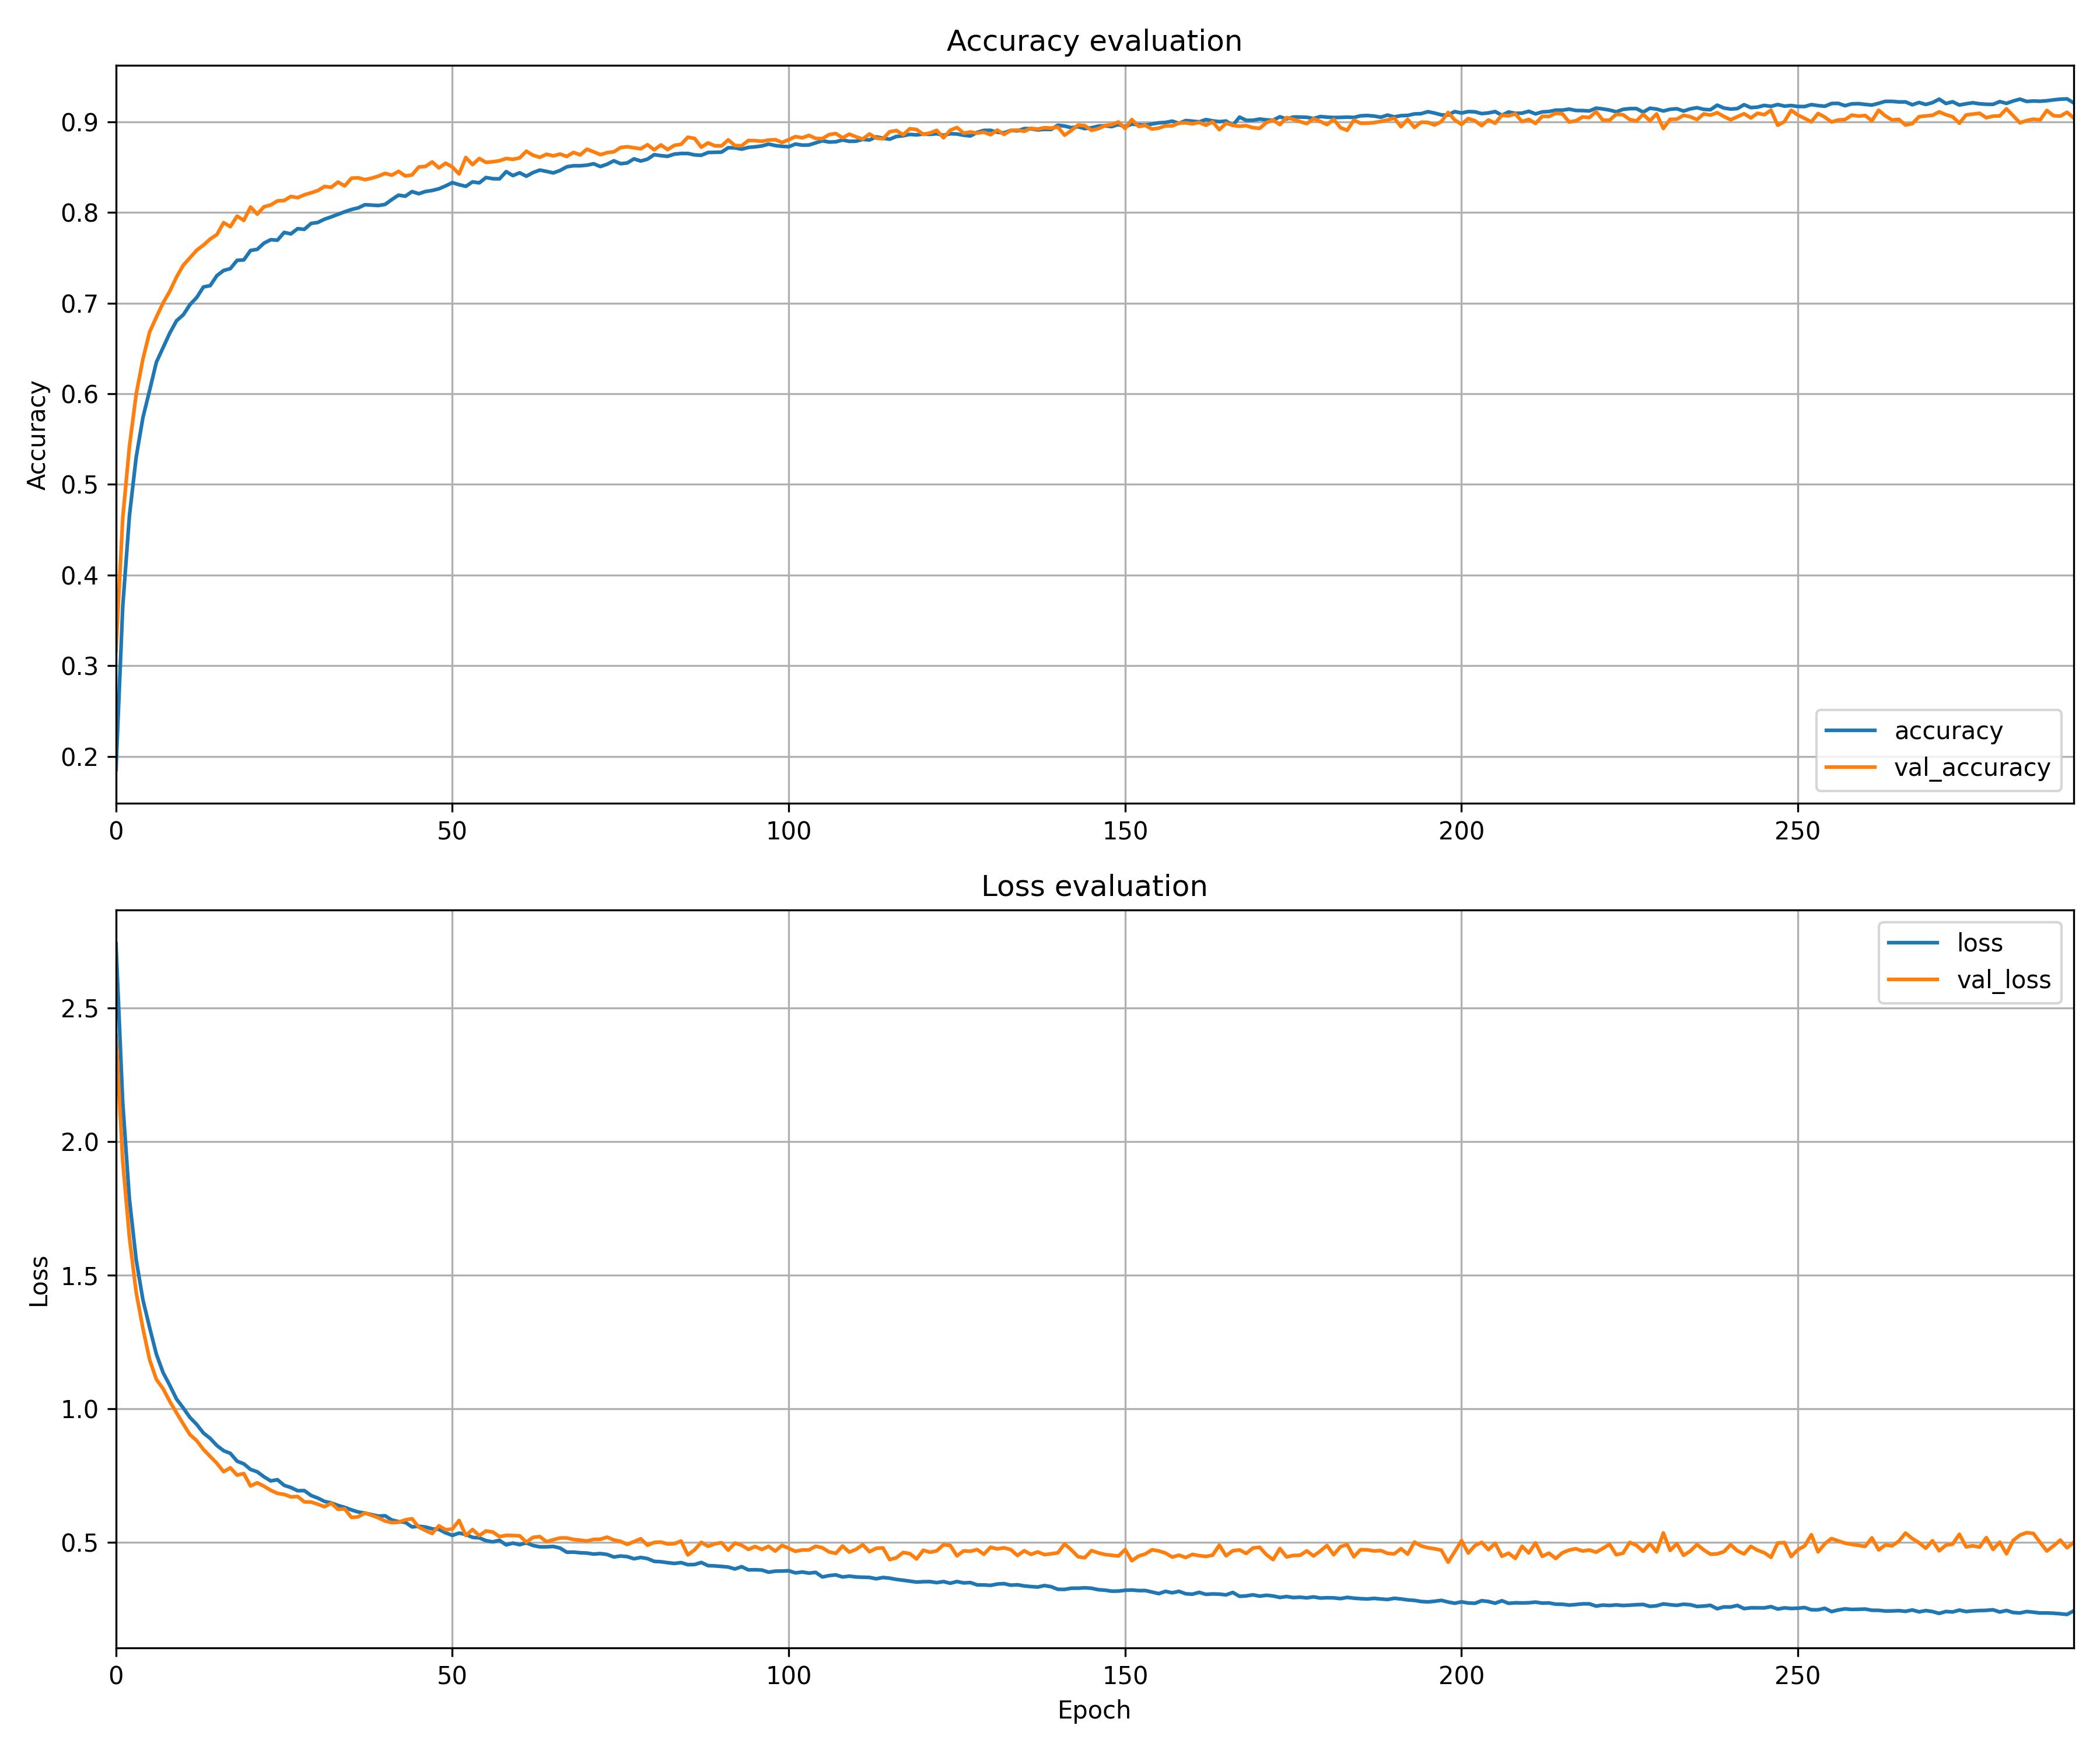 Accuracy evaluation
Accuracy
0.9
0.8
0.7
0.6
0.5
0.4
0.3
0.2
accuracy
val_accuracy
0 50 100 150 200 250
Loss evaluation
Loss
2.5
2.0
1.5
1.0
0.5
loss
val_loss
0 50 100 150 200 250
Epoch